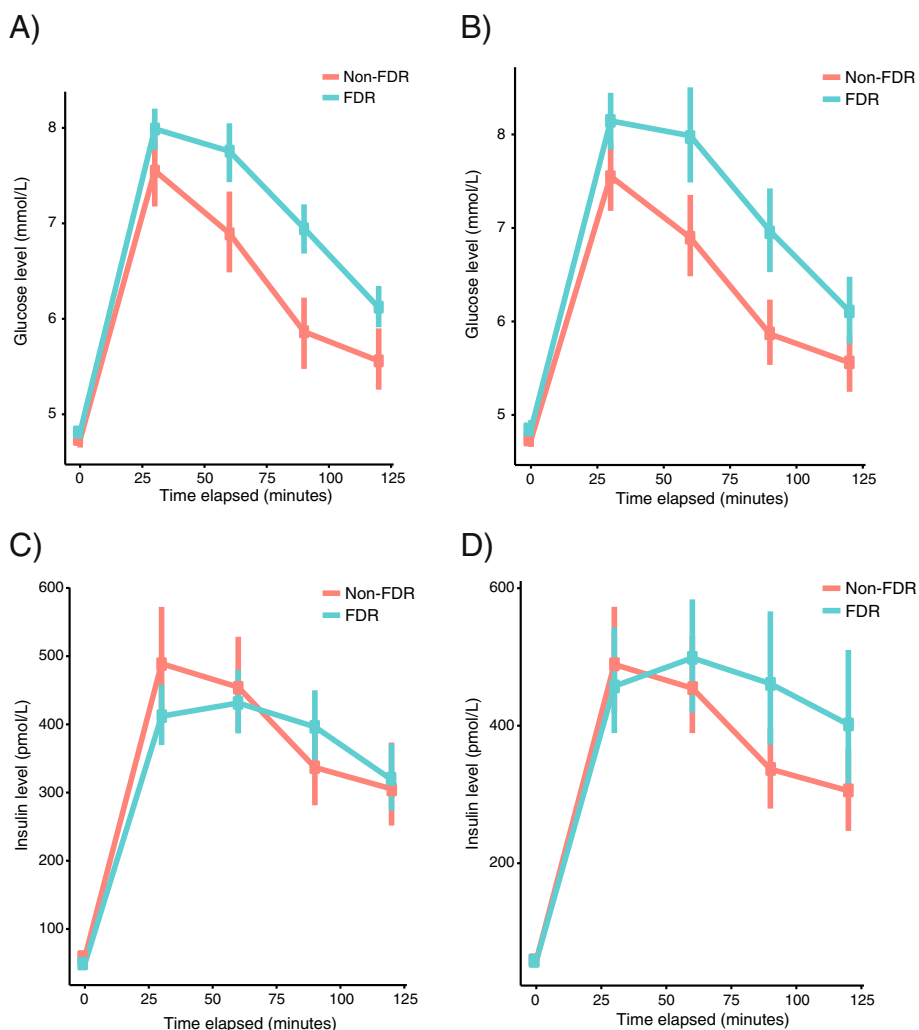 A)
Non-FDR
FDR
Glucose level (mmol/L)
8
7
6
5
0 25 50 75 100 125
Time elapsed (minutes)
B)
Non-FDR
FDR
Glucose level (mmol/L)
8
7
6
5
0 25 50 75 100 125
Time elapsed (minutes)
C)
Non-FDR
FDR
Insulin level (pmol/L)
600
500
400
300
200
100
0 25 50 75 100 125
Time elapsed (minutes)
D)
Non-FDR
FDR
Insulin level (pmol/L)
600
400
200
0 25 50 75 100 125
Time elapsed (minutes)